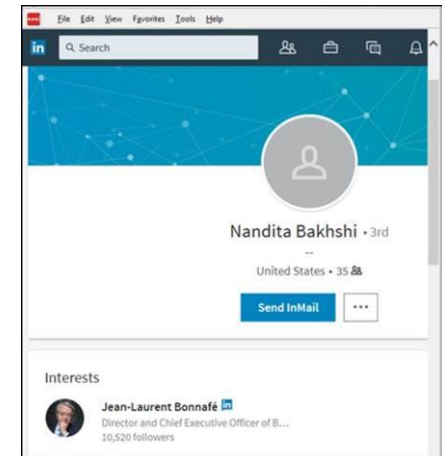 File Edit View Favorites Tools Help
in Search
Nandita Bakhshi • 3rd
--
United States • 35
Send InMail ...
Interests
Jean-Laurent Bonnafé in
Director and Chief Executive Officer of B...
10,520 followers